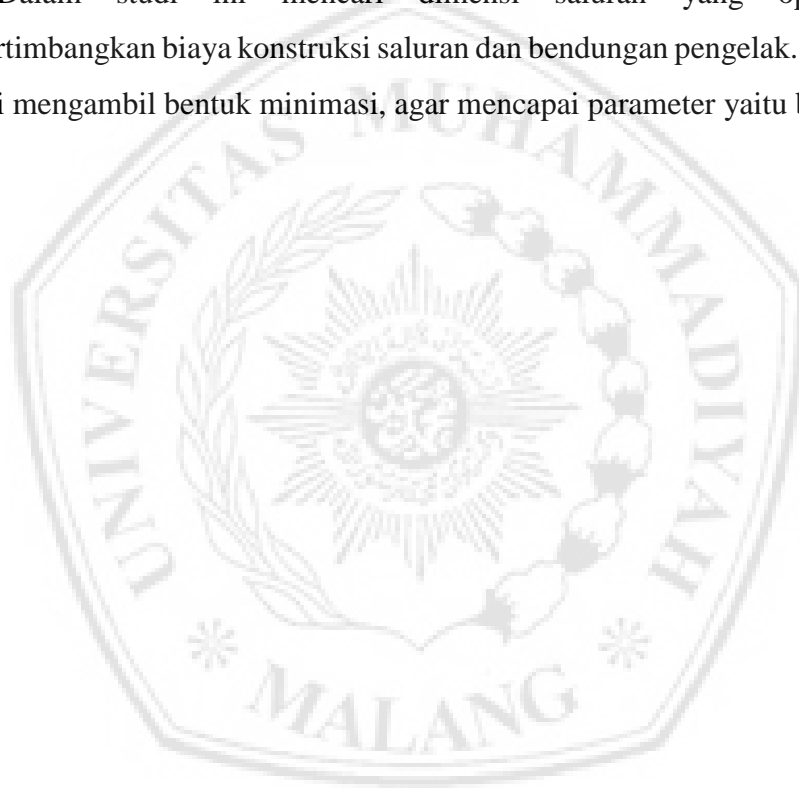 Dalam studi ini mencari dimensi saluran yang op
rtimbangkan biaya konstruksi saluran dan bendungan pengelak.
i mengambil bentuk minimasi, agar mencapai parameter yaitu b
UNIVERSITAS MUHAMMADIYAH
MALANG